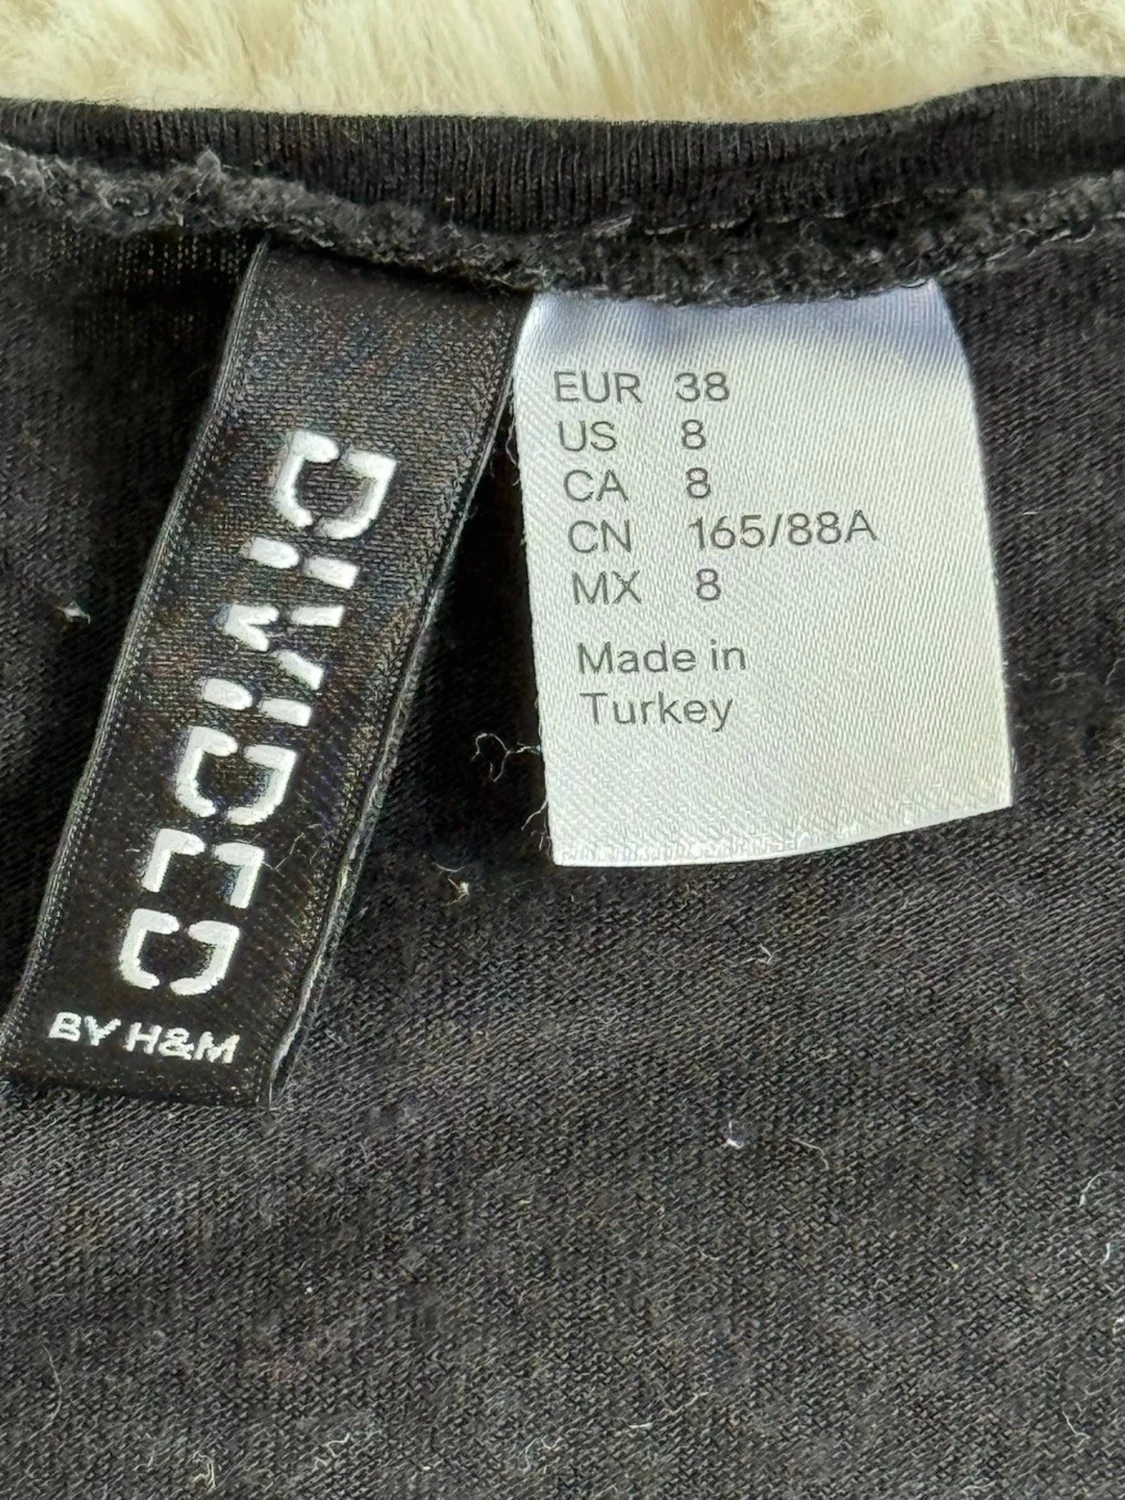 DIVIDED
BY H&M
EUR 38
US 8
CA 8
CN 165/88A
MX 8
Made in
Turkey